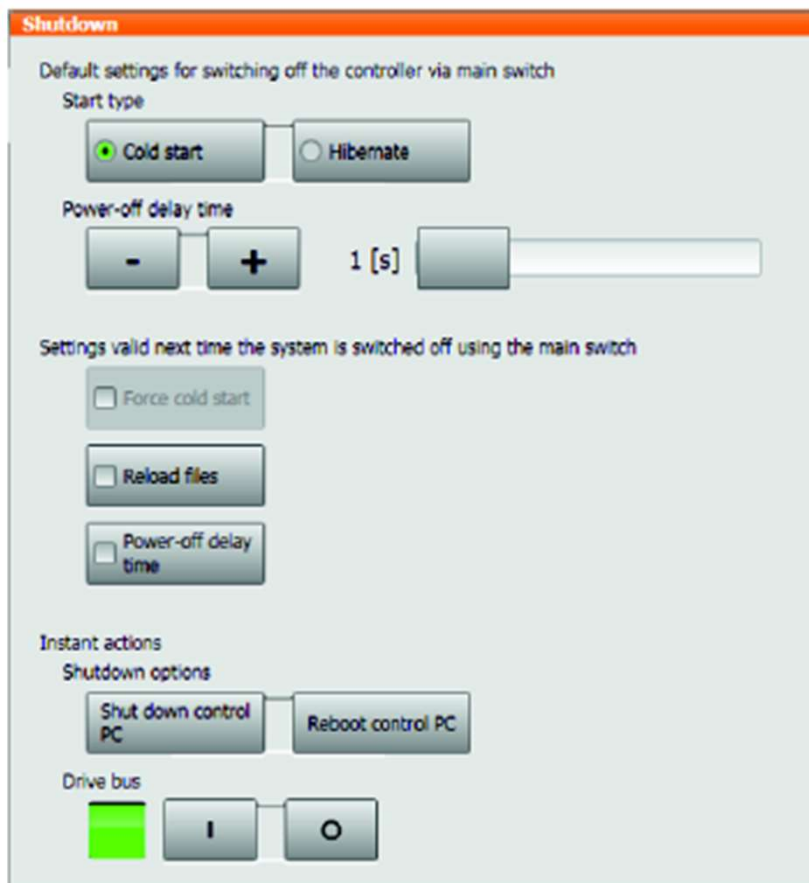 Shutdown
Default settings for switching off the controller via main switch
Start type
Cold start
Hibernate
Power-off delay time
-
+
1 [s]
Settings valid next time the system is switched off using the main switch
Force cold start
Reload files
Power-off delay
time
Instant actions
Shutdown options
Shut down control
PC
Reboot control PC
Drive bus
I
O